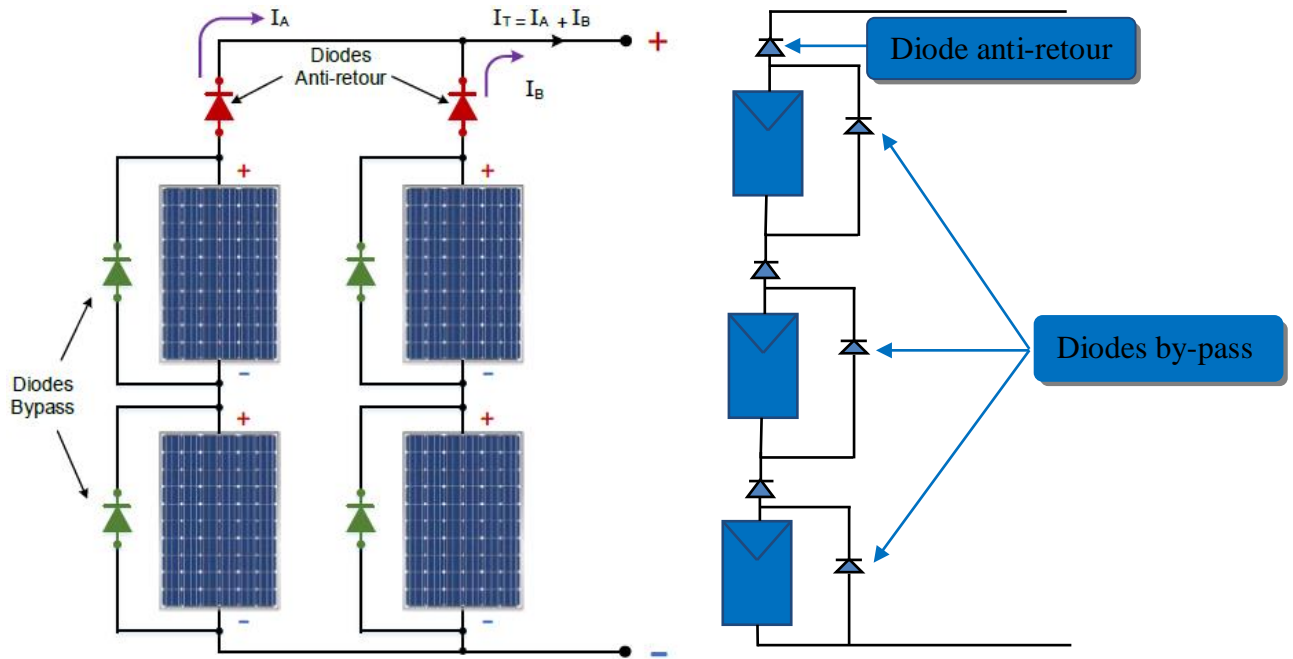 I_A
I_T = I_A + I_B
+
Diodes
Anti-retour
I_B
+
+
-
-
Diodes
Bypass
+
+
-
-
-
Diode anti-retour
Diodes by-pass